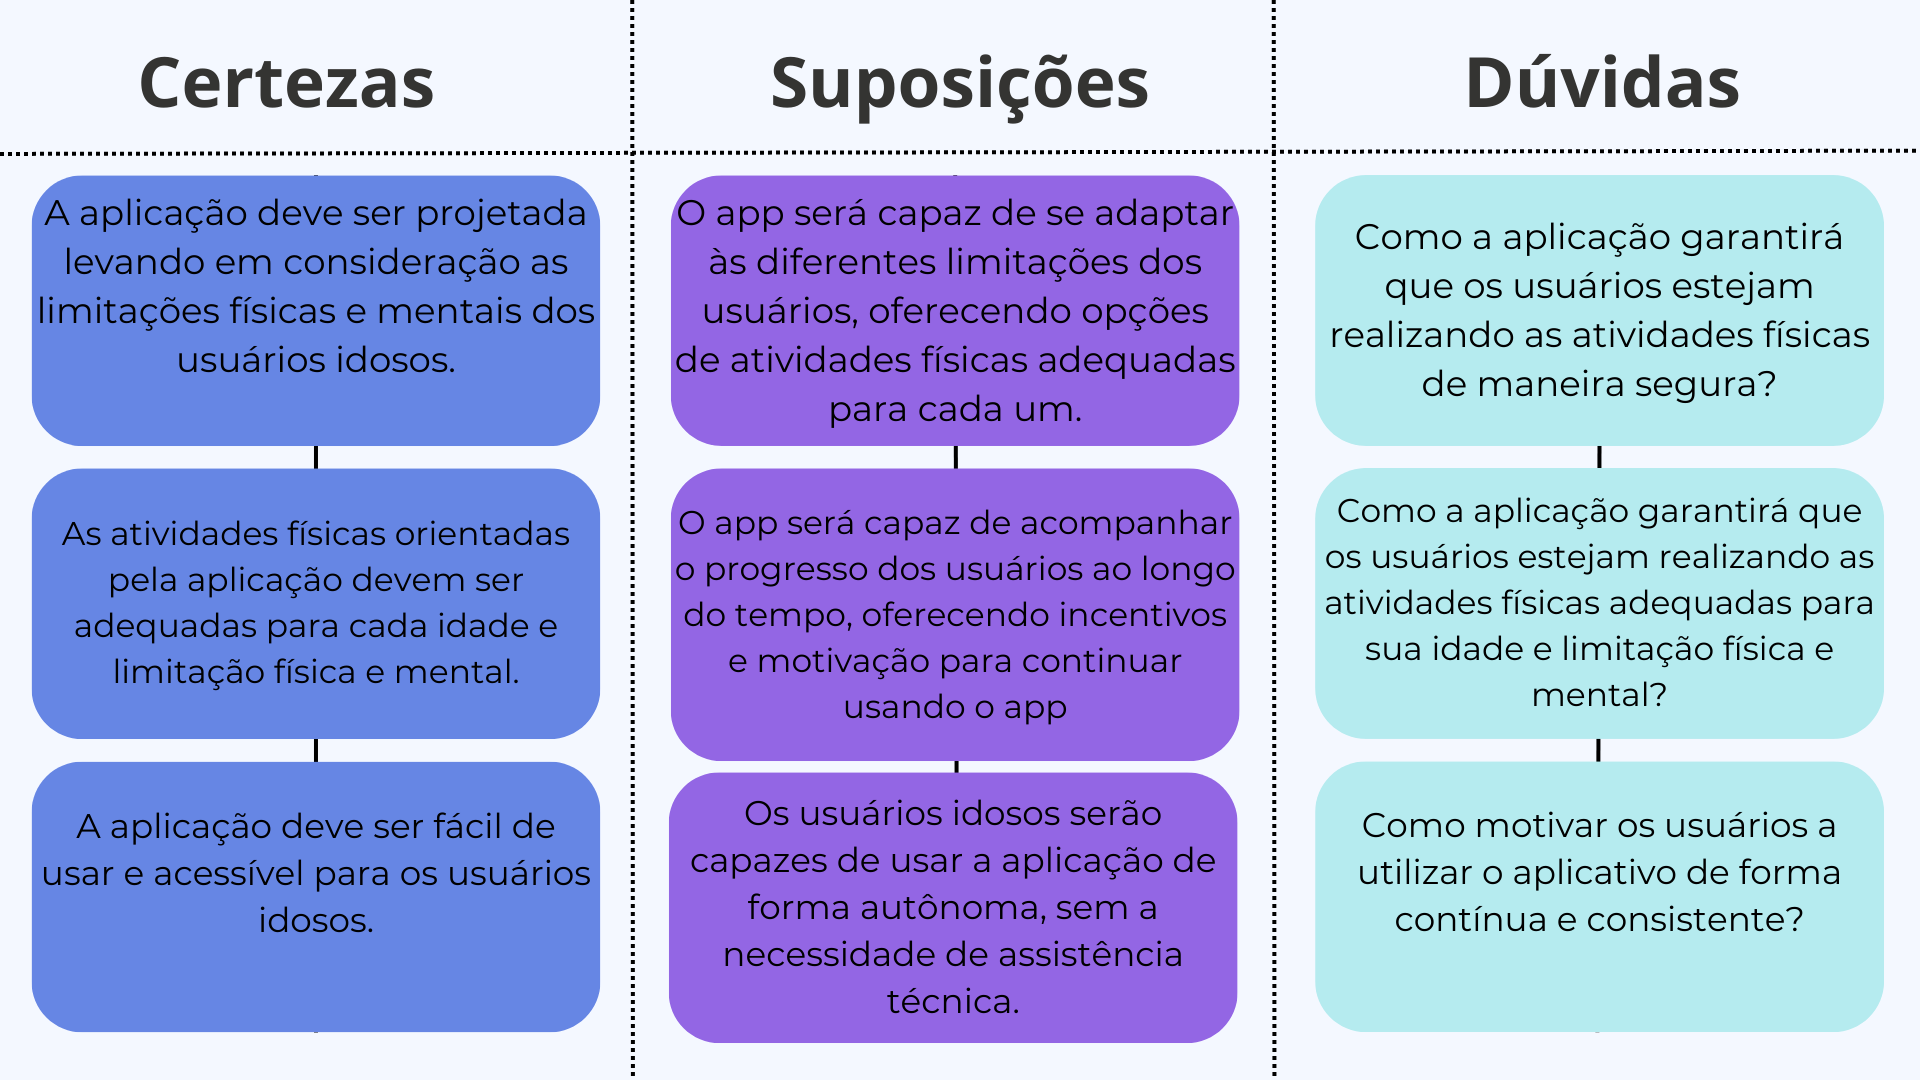 Certezas
A aplicação deve ser projetada
levando em consideração as
limitações físicas e mentais dos
usuários idosos.
As atividades físicas orientadas
pela aplicação devem ser
adequadas para cada idade e
limitação física e mental.
A aplicação deve ser fácil de
usar e acessível para os usuários
idosos.
Suposições
O app será capaz de se adaptar
às diferentes limitações dos
usuários, oferecendo opções
de atividades físicas adequadas
para cada um.
O app será capaz de acompanhar
o progresso dos usuários ao longo
do tempo, oferecendo incentivos
e motivação para continuar
usando o app
Os usuários idosos serão
capazes de usar a aplicação de
forma autônoma, sem a
necessidade de assistência
técnica.
Dúvidas
Como a aplicação garantirá
que os usuários estejam
realizando as atividades físicas
de maneira segura?
Como a aplicação garantirá que
os usuários estejam realizando as
atividades físicas adequadas para
sua idade e limitação física e
mental?
Como motivar os usuários a
utilizar o aplicativo de forma
contínua e consistente?